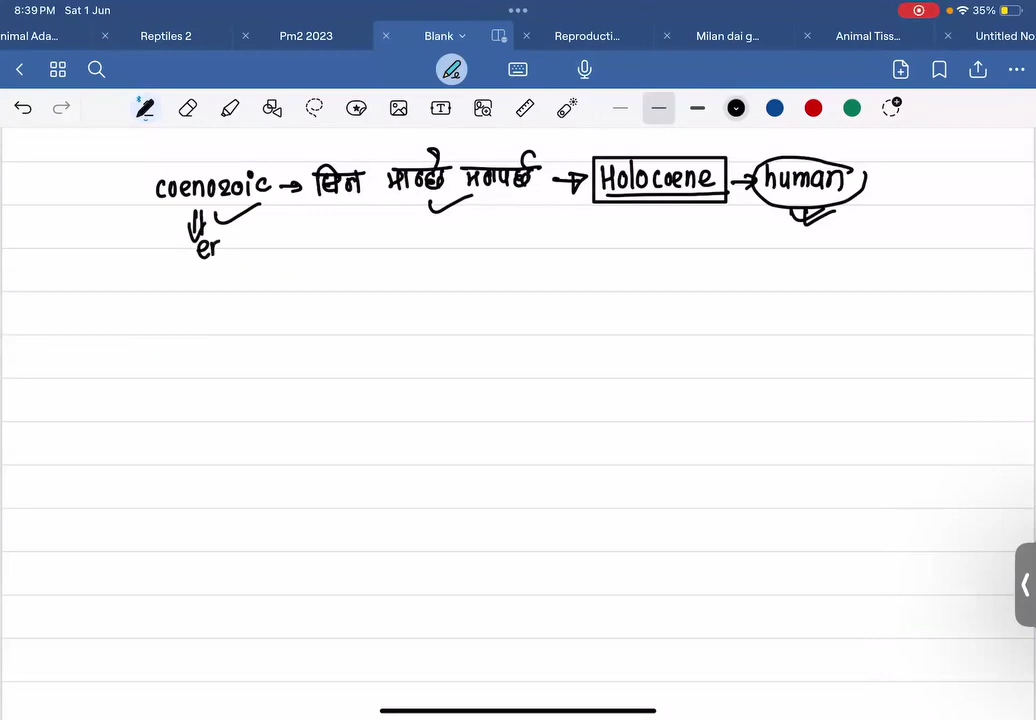 8:39 PM Sat 1 Jun 35%
nimal Ada... Reptiles 2 Pm2 2023 Blank Reproducti... Milan dai g... Animal Tiss... Untitled No
coenozoic → → Holocoene → human
er